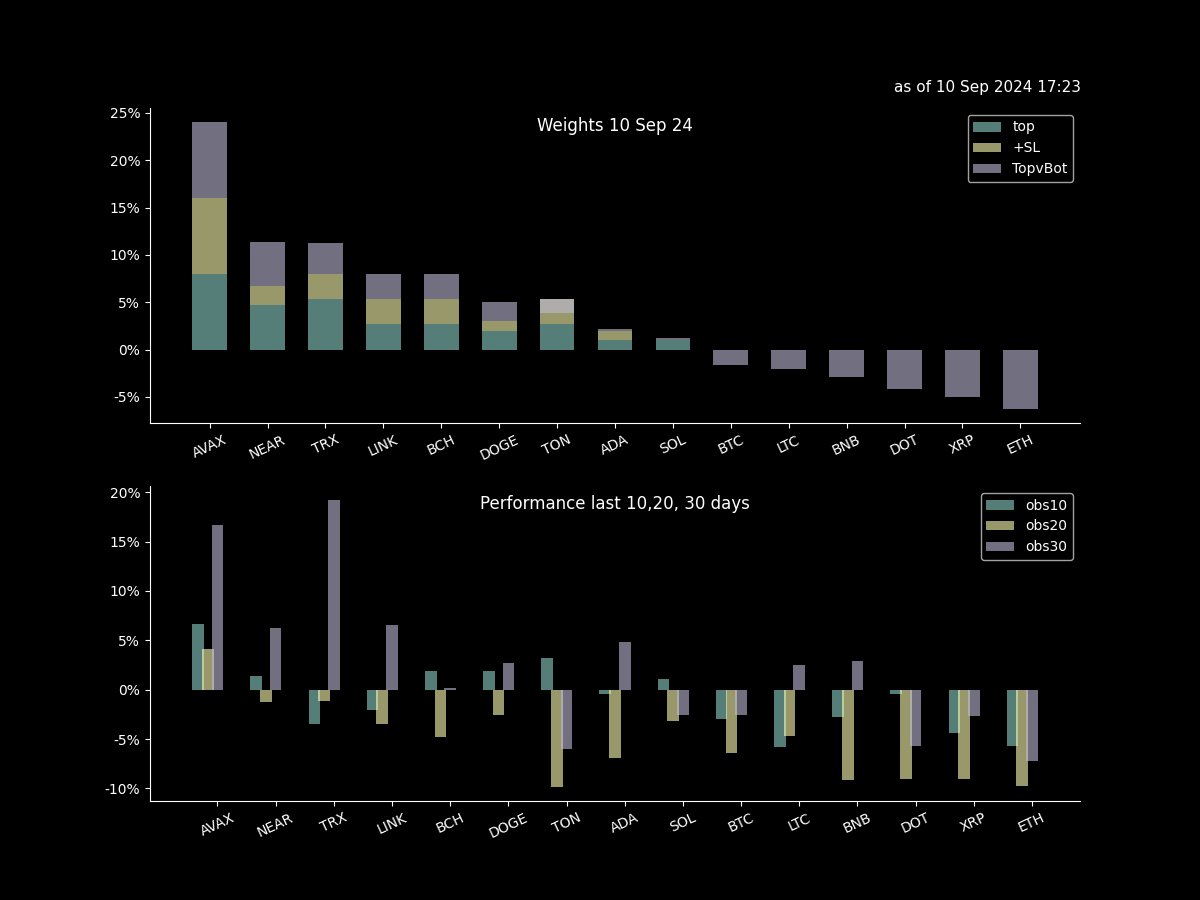 as of 10 Sep 2024 17:23
Weights 10 Sep 24
top
+SL
TopvBot
25%
20%
15%
10%
5%
0%
-5%
AVAX NEAR TRX LINK BCH DOGE TON ADA SOL BTC LTC BNB DOT XRP ETH
Performance last 10,20, 30 days
obs10
obs20
obs30
20%
15%
10%
5%
0%
-5%
-10%
AVAX NEAR TRX LINK BCH DOGE TON ADA SOL BTC LTC BNB DOT XRP ETH